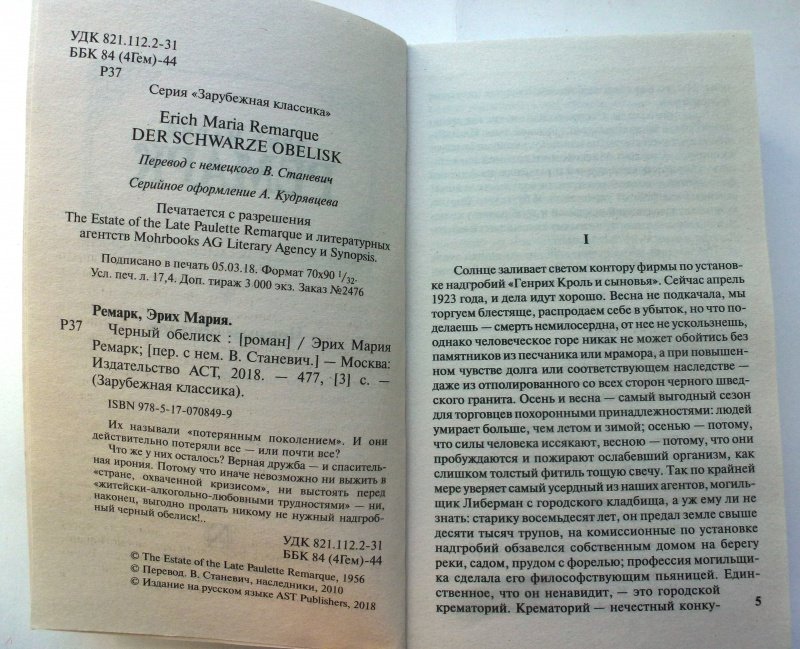 УДК 821.112.2-31
ББК 84 (4Гем)-44
Р37
Серия «Зарубежная классика»
Erich Maria Remarque
DER SCHWARZE OBELISK
Перевод с немецкого В. Станевич
Серийное оформление А. Кудрявцева
Печатается с разрешения
The Estate of the Late Paulette Remarque и литературных
агентств Mohrbooks AG Literary Agency и Synopsis.
Подписано в печать 05.03.18. Формат 70x90 1/32.
Усл. печ. л. 17,4. Доп. тираж 3 000 экз. Заказ №2476
Ремарк, Эрих Мария.
Р37 Черный обелиск : [роман] / Эрих Мария
Ремарк; [пер. с нем. В. Станевич.] — Москва:
Издательство АСТ, 2018. — 477, [3] с. —
(Зарубежная классика).
ISBN 978-5-17-070849-9
Их называли «потерянным поколением». И они
действительно потеряли все — или почти все?
Что же у них осталось? Верная дружба — и спаситель-
ная ирония. Потому что иначе невозможно ни выжить в
«стране, охваченной кризисом», ни выстоять перед
«житейски-алкогольно-любовными трудностями» — ни,
наконец, выгодно продать никому не нужный надгроб-
ный черный обелиск!..
УДК 821.112.2-31
ББК 84 (4Гем)-44
© The Estate of the Late Paulette Remarque, 1956
© Перевод. В. Станевич, наследники, 2010
© Издание на русском языке AST Publishers, 2018
I
Солнце заливает светом контору фирмы по установ-
ке надгробий «Генрих Кроль и сыновья». Сейчас апрель
1923 года, и дела идут хорошо. Весна не подкачала, мы
торгуем блестяще, распродаем себе в убыток, но что по-
делаешь — смерть немилосердна, от нее не ускользнешь,
однако человеческое горе никак не может обойтись без
памятников из песчаника или мрамора, а при повышен-
ном чувстве долга или соответствующем наследстве —
даже из отполированного со всех сторон черного швед-
ского гранита. Осень и весна — самый выгодный сезон
для торговцев похоронными принадлежностями: людей
умирает больше, чем летом и зимой; осенью — потому,
что силы человека иссякают, весною — потому, что они
пробуждаются и пожирают ослабевший организм, как
слишком толстый фитиль тощую свечу. Так по крайней
мере уверяет самый усердный из наших агентов, могиль-
щик Либерман с городского кладбища, а уж ему ли не
знать: старику восемьдесят лет, он предал земле свыше
десяти тысяч трупов, на комиссионные по установке
надгробий обзавелся собственным домом на берегу
реки, садом, прудом с форелью; профессия могильщи-
ка сделала его философствующим пьяницей. Един-
ственное, что он ненавидит, — это городской
крематорий. Крематорий — нечестный конку-
5